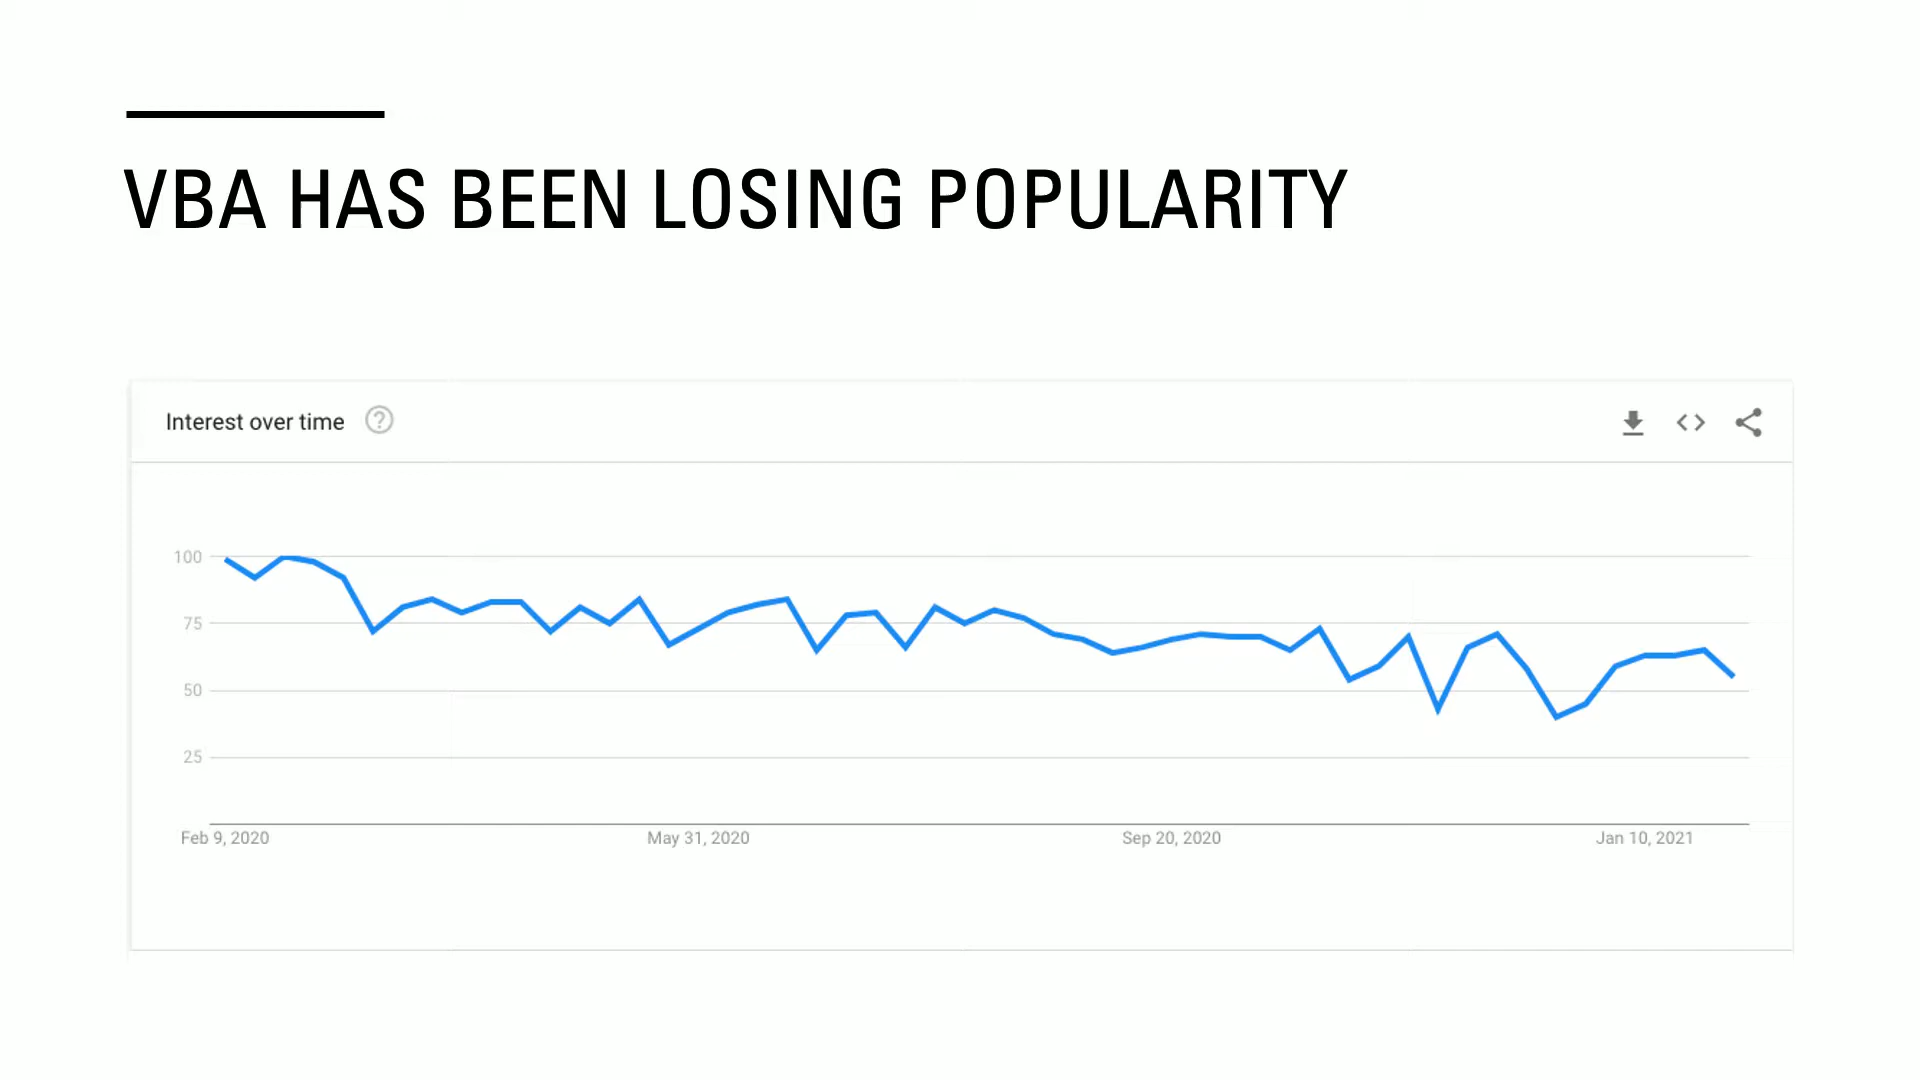 VBA HAS BEEN LOSING POPULARITY
Interest over time ?
100
75
50
25
Feb 9, 2020 May 31, 2020 Sep 20, 2020 Jan 10, 2021